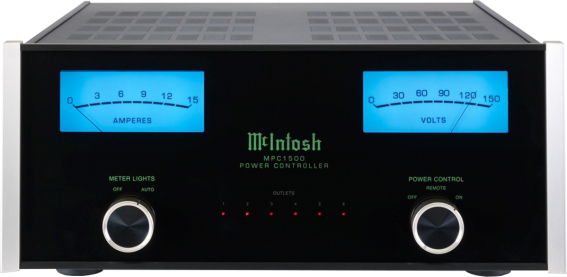 0 3 6 9 12 15
AMPERES
0 30 60 90 120 150
VOLTS
McIntosh
MPC1500
POWER CONTROLLER
METER LIGHTS
OFF AUTO
POWER CONTROL
REMOTE
OFF ON
OUTLETS
1 2 3 4 5 6